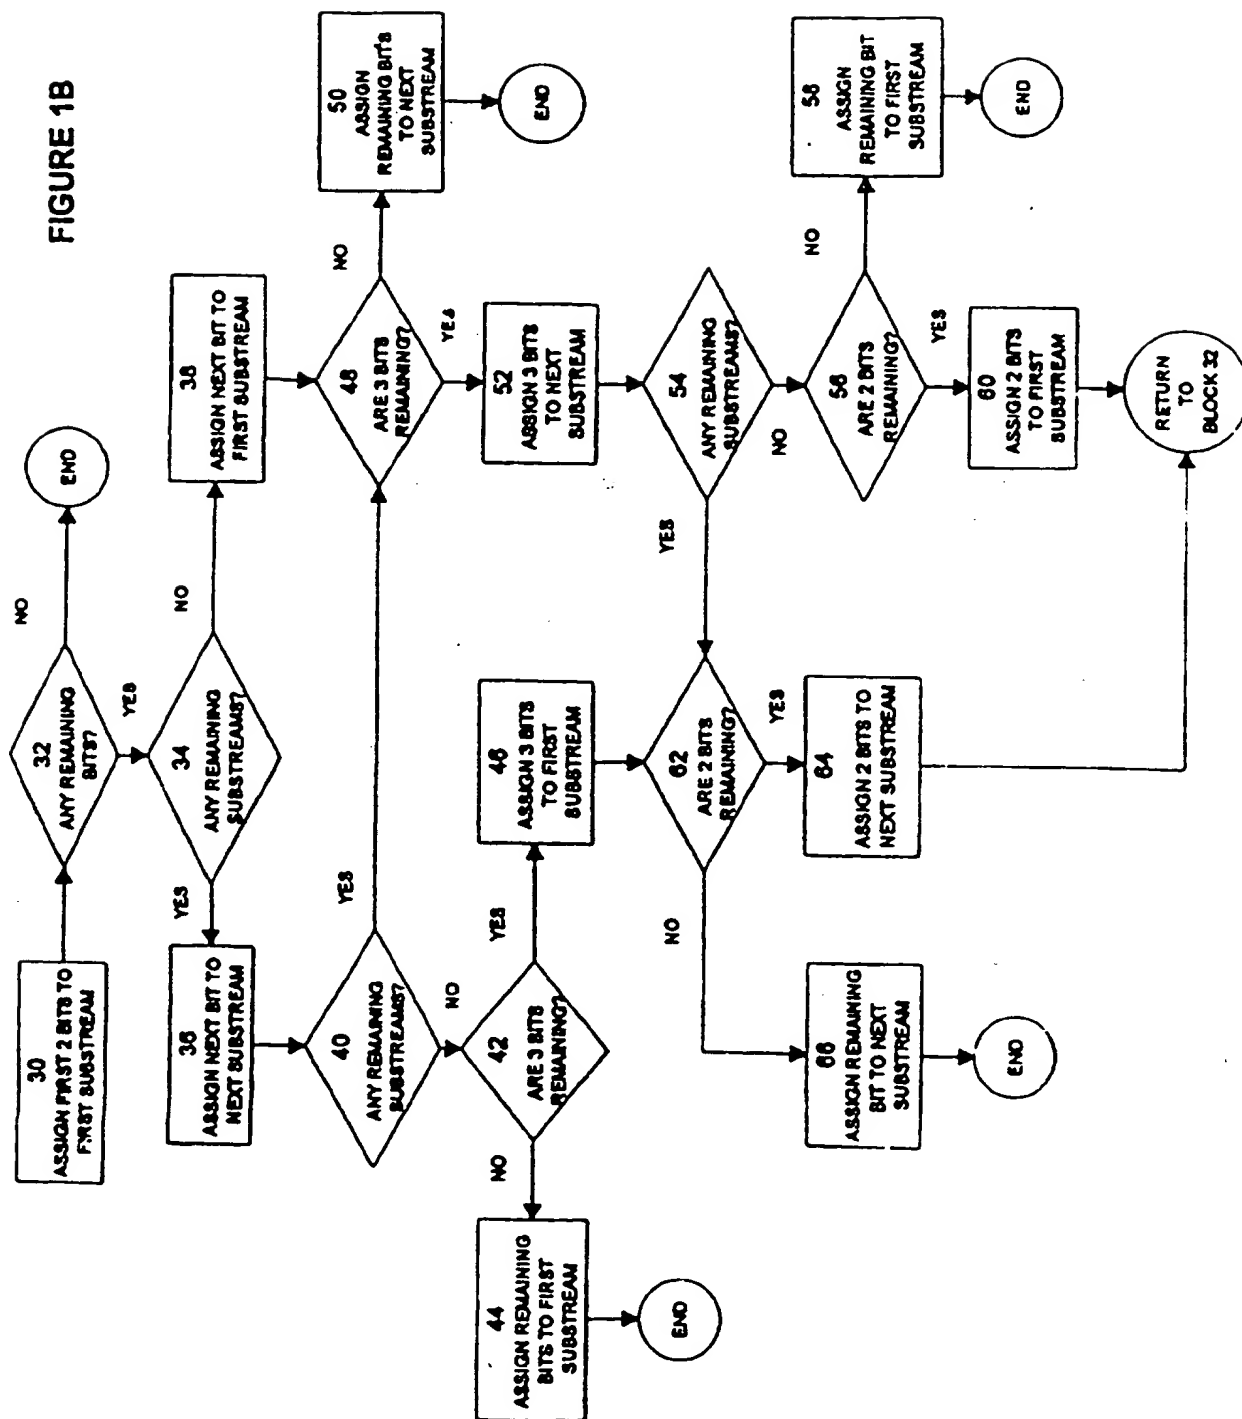 FIGURE 1B
30
ASSIGN FIRST 2 BITS TO
FIRST SUBSTREAM
32
ANY REMAINING
BITS?
NO
END
YES
34
ANY REMAINING
SUBSTREAMS?
NO
YES
36
ASSIGN NEXT BIT TO
NEXT SUBSTREAM
38
ASSIGN NEXT BIT TO
FIRST SUBSTREAM
40
ANY REMAINING
SUBSTREAMS?
YES
NO
48
ARE 3 BITS
REMAINING?
NO
YES
50
ASSIGN
REMAINING BITS
TO NEXT
SUBSTREAM
END
42
ARE 3 BITS
REMAINING?
NO
YES
44
ASSIGN REMAINING
BITS TO FIRST
SUBSTREAM
END
46
ASSIGN 3 BITS
TO FIRST
SUBSTREAM
52
ASSIGN 3 BITS
TO NEXT
SUBSTREAM
54
ANY REMAINING
SUBSTREAMS?
YES
NO
62
ARE 2 BITS
REMAINING?
NO
YES
56
ARE 2 BITS
REMAINING?
NO
YES
58
ASSIGN
REMAINING BIT
TO FIRST
SUBSTREAM
END
66
ASSIGN REMAINING
BIT TO NEXT
SUBSTREAM
END
64
ASSIGN 2 BITS TO
NEXT SUBSTREAM
60
ASSIGN 2 BITS
TO FIRST
SUBSTREAM
RETURN
TO
BLOCK 32